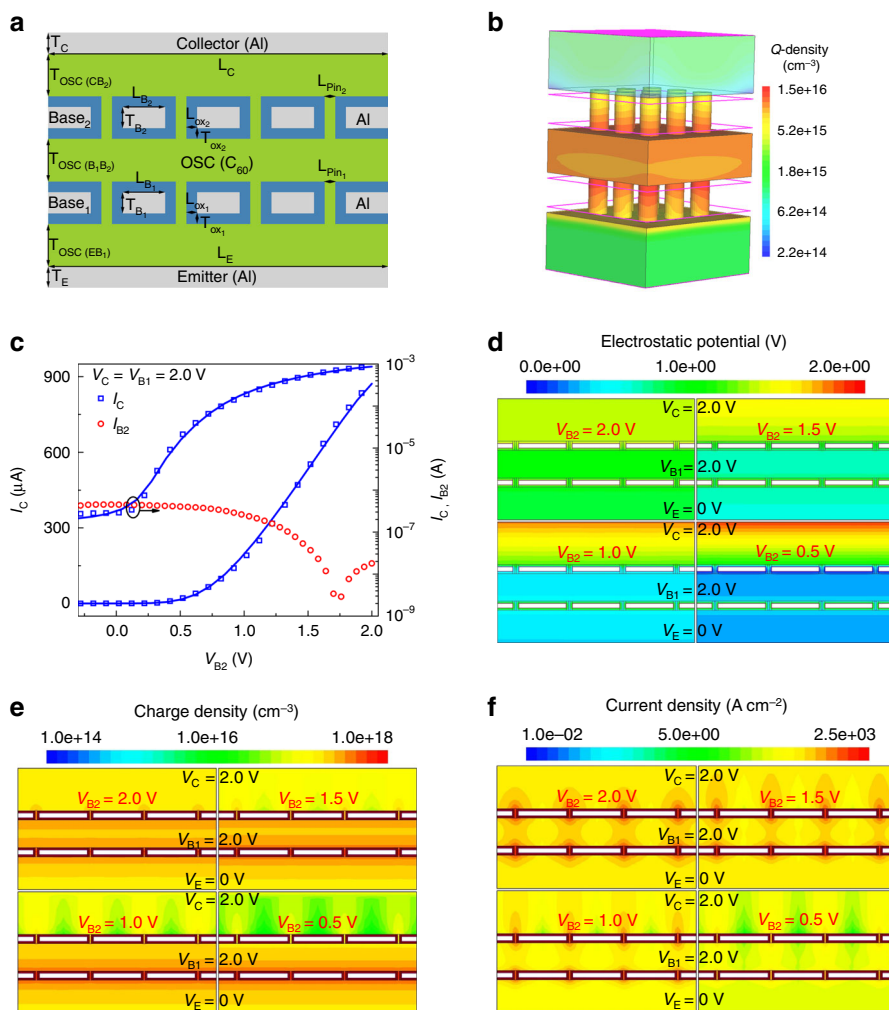 a
T_C
Collector (Al)
L_C
T_OSC (CB₂)
L_B₂
L_Pin₂
Base₂
T_B₂
L_ox₂
T_ox₂
Al
T_OSC (B₁B₂)
OSC (C₆₀)
L_B₁
L_Pin₁
Base₁
T_B₁
L_ox₁
T_ox₁
Al
T_OSC (EB₁)
L_E
T_E
Emitter (Al)
b
Q-density
(cm⁻³)
1.5e+16
5.2e+15
1.8e+15
6.2e+14
2.2e+14
c
V_C = V_B1 = 2.0 V
I_C
I_B2
900
600
300
0
I_C (µA)
10⁻³
10⁻⁵
10⁻⁷
10⁻⁹
I_C, I_B2 (A)
0.0 0.5 1.0 1.5 2.0
V_B2 (V)
d
Electrostatic potential (V)
0.0e+00 1.0e+00 2.0e+00
V_C = 2.0 V
V_B2 = 2.0 V V_B2 = 1.5 V
V_B1 = 2.0 V
V_E = 0 V
V_C = 2.0 V
V_B2 = 1.0 V V_B2 = 0.5 V
V_B1 = 2.0 V
V_E = 0 V
e
Charge density (cm⁻³)
1.0e+14 1.0e+16 1.0e+18
V_C = 2.0 V
V_B2 = 2.0 V V_B2 = 1.5 V
V_B1 = 2.0 V
V_E = 0 V
V_C = 2.0 V
V_B2 = 1.0 V V_B2 = 0.5 V
V_B1 = 2.0 V
V_E = 0 V
f
Current density (A cm⁻²)
1.0e−02 5.0e+00 2.5e+03
V_C = 2.0 V
V_B2 = 2.0 V V_B2 = 1.5 V
V_B1 = 2.0 V
V_E = 0 V
V_C = 2.0 V
V_B2 = 1.0 V V_B2 = 0.5 V
V_B1 = 2.0 V
V_E = 0 V